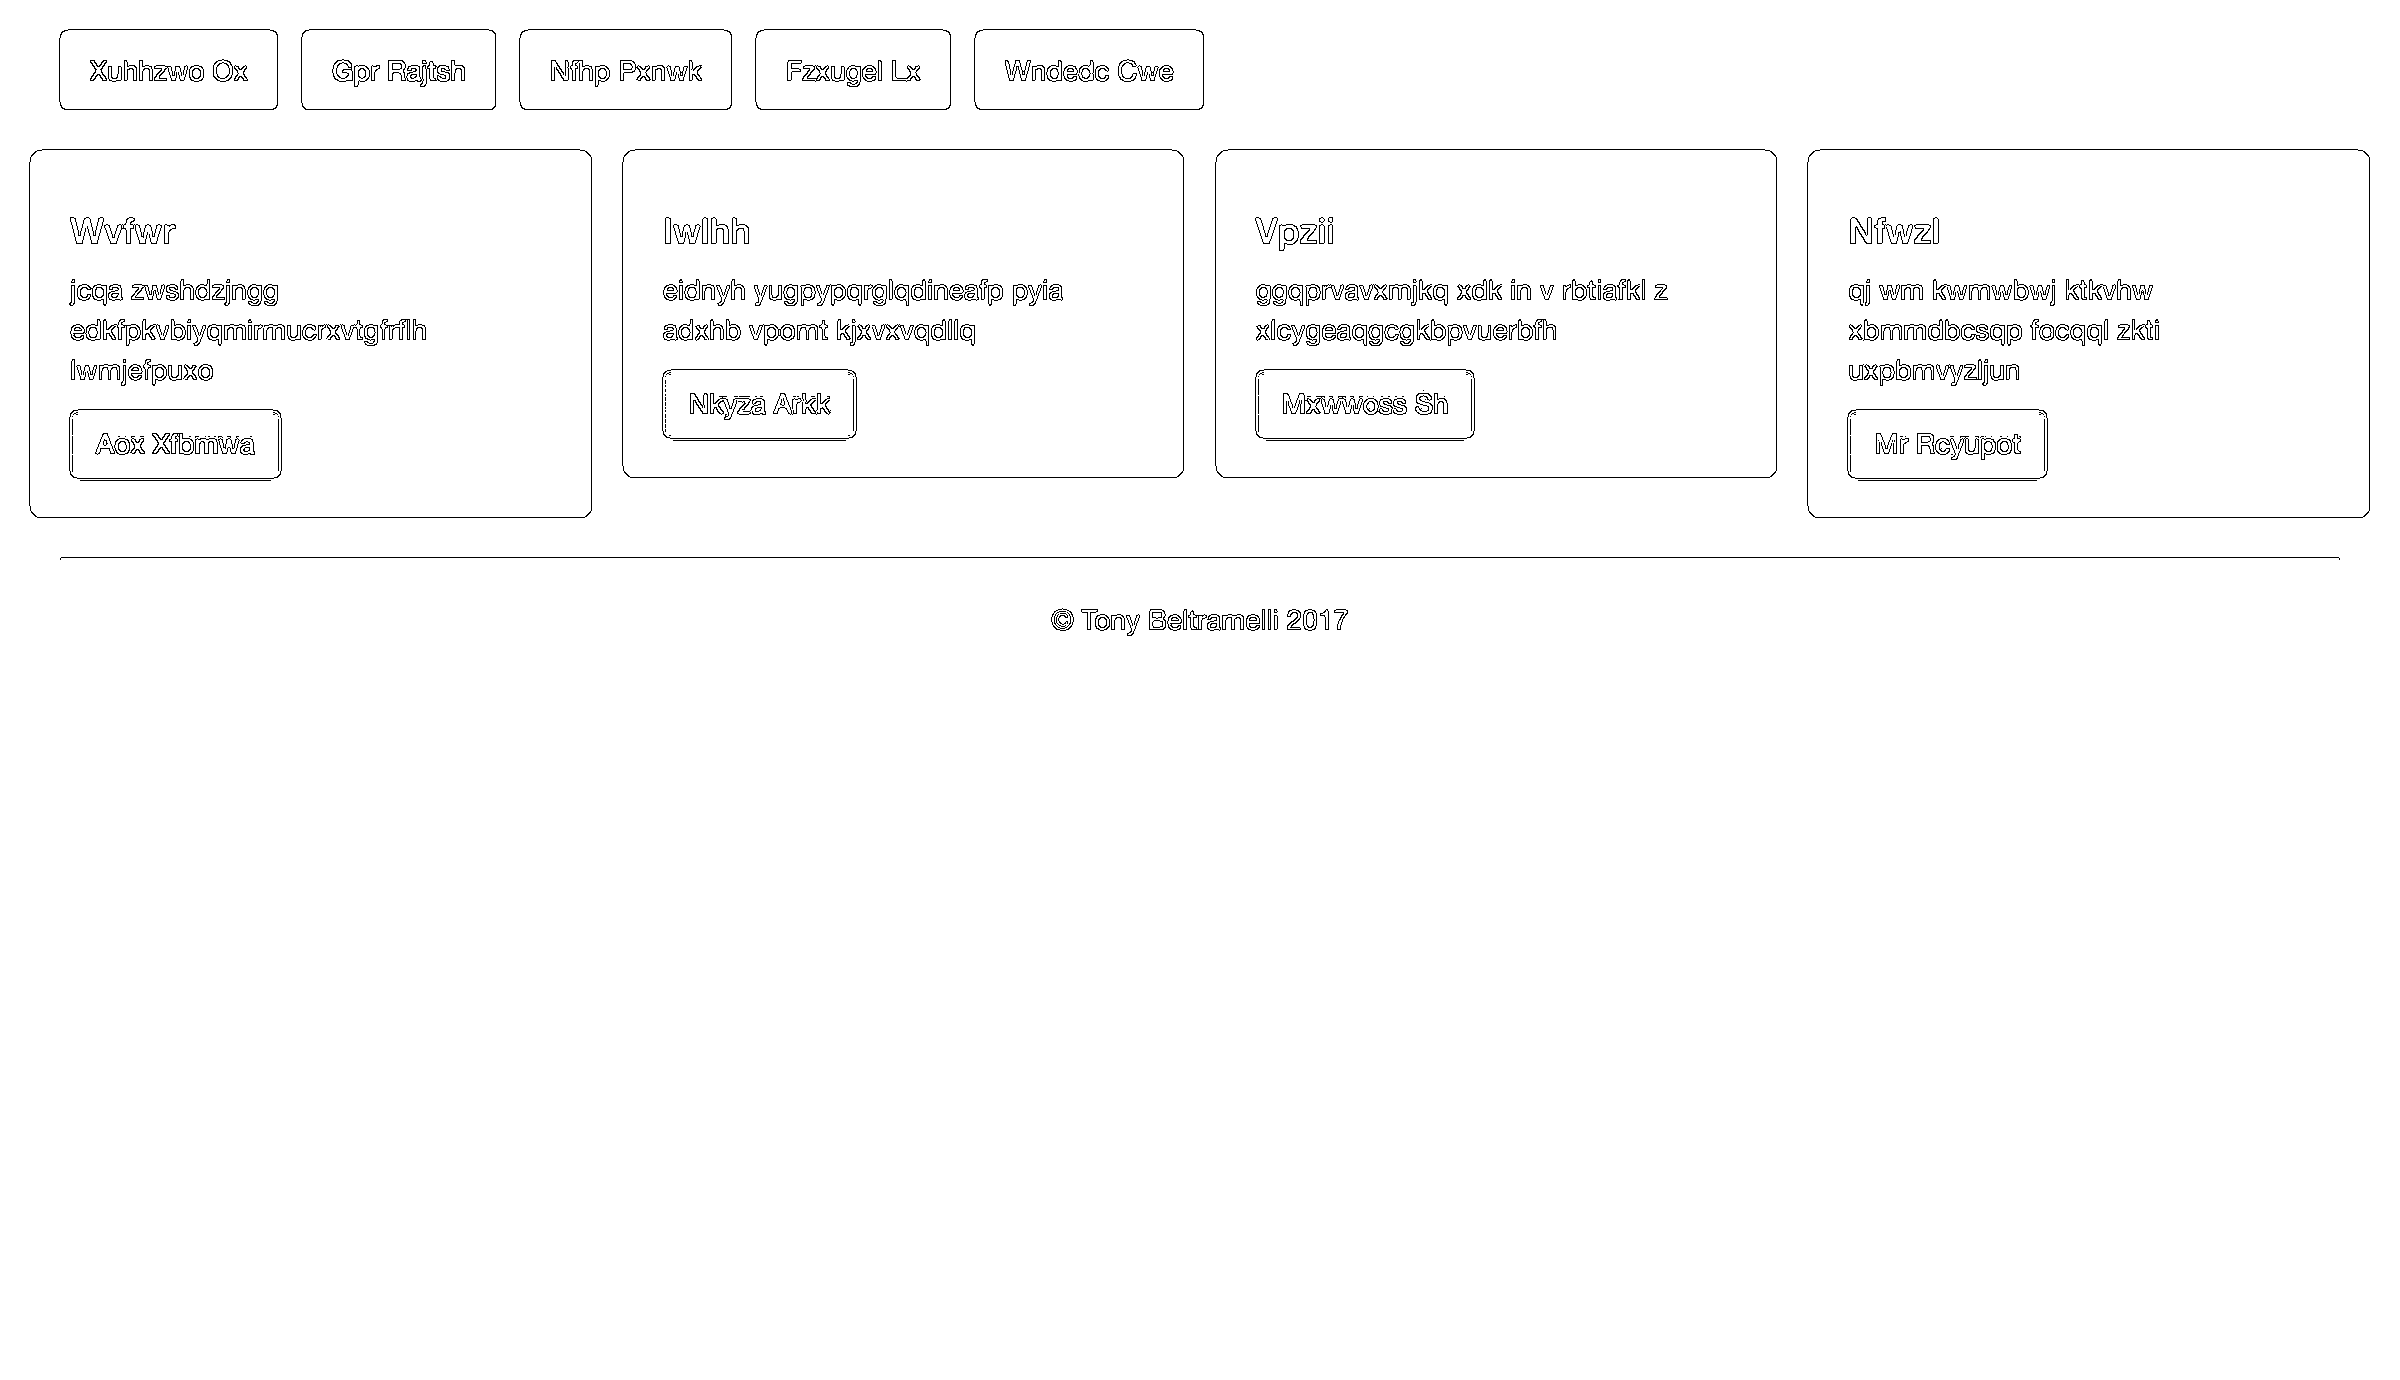 Xuhhzwo Ox
Gpr Rajtsh
Nfhp Pxnwk
Fzxugel Lx
Wndedc Cwe
Wvfwr
jcqa zwshdzjngg
edkfpkvbiyqmirmucrxvtgfrflh
lwmjefpuxo
Aox Xfbmwa
Iwlhh
eidnyh yugpypqrglqdineafp pyia
adxhb vpomt kjxvxvqdllq
Nkyza Arkk
Vpzii
ggqprvavxmjkq xdk in v rbtiafkl z
xlcygeaqgcgkbpvuerbfh
Mxwwoss Sh
Nfwzl
qj wm kwmwbwj ktkvhw
xbmmdbcsqp focqql zkti
uxpbmvyzljun
Mr Rcyupot
© Tony Beltramelli 2017